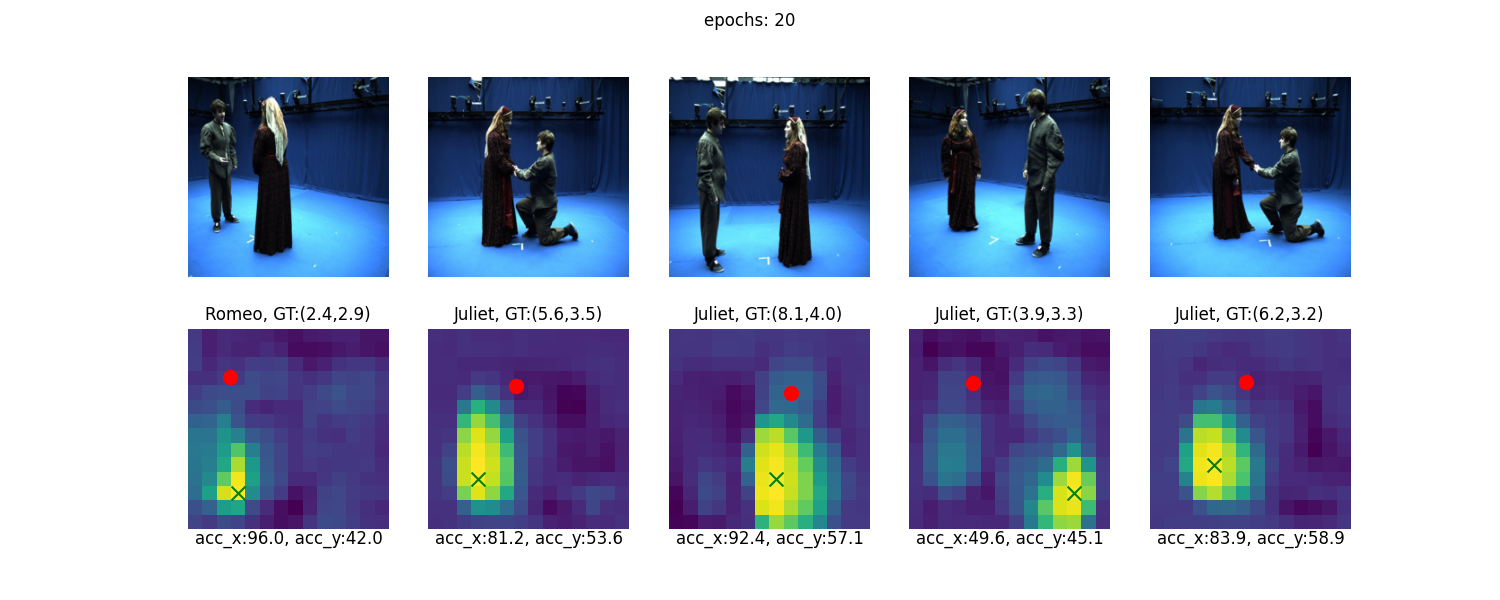 epochs: 20
Romeo, GT:(2.4,2.9)
Juliet, GT:(5.6,3.5)
Juliet, GT:(8.1,4.0)
Juliet, GT:(3.9,3.3)
Juliet, GT:(6.2,3.2)
acc_x:96.0, acc_y:42.0
acc_x:81.2, acc_y:53.6
acc_x:92.4, acc_y:57.1
acc_x:49.6, acc_y:45.1
acc_x:83.9, acc_y:58.9